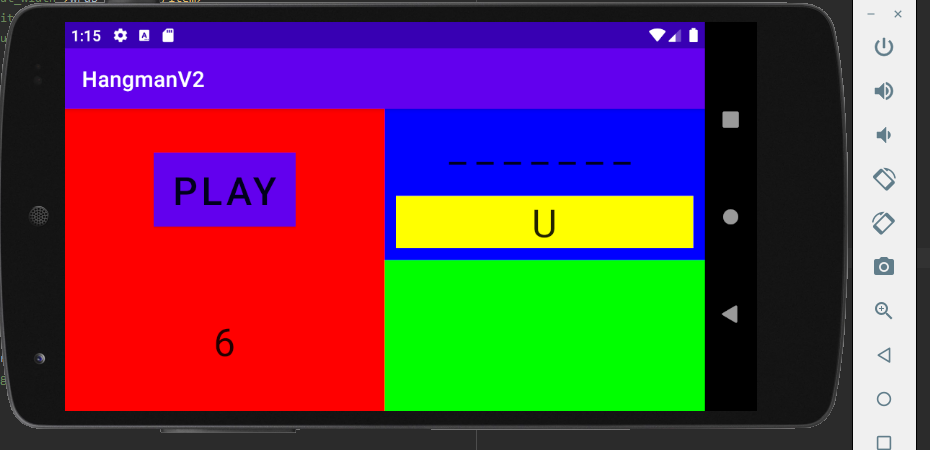 1:15
HangmanV2
PLAY
_ _ _ _ _ _ _
U
6